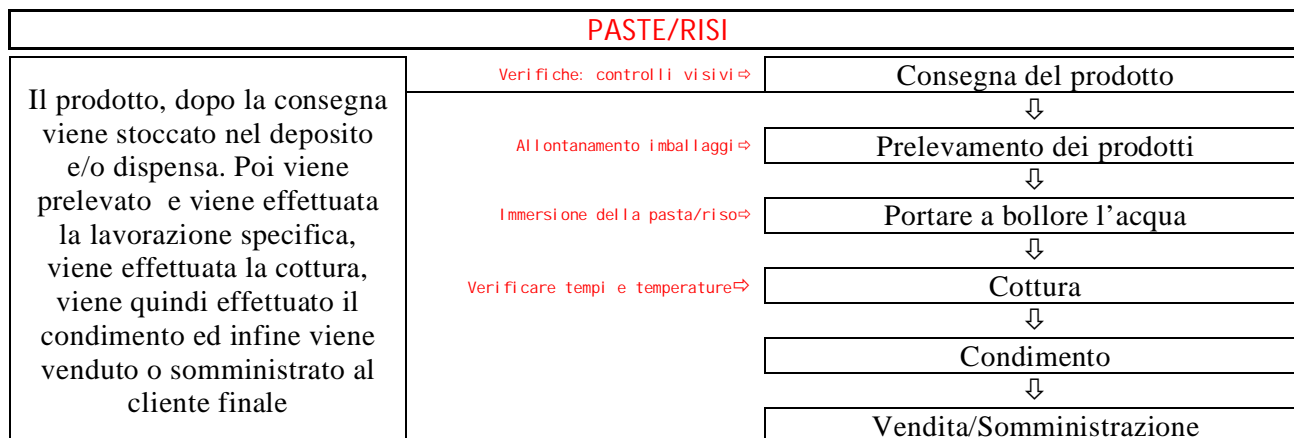 PASTE/RISI
Il prodotto, dopo la consegna
viene stoccato nel deposito
e/o dispensa. Poi viene
prelevato e viene effettuata
la lavorazione specifica,
viene effettuata la cottura,
viene quindi effettuato il
condimento ed infine viene
venduto o somministrato al
cliente finale
Verifiche: controlli visivi⇨
Consegna del prodotto
⇩
Allontanamento imballaggi⇨
Prelevamento dei prodotti
⇩
Immersione della pasta/riso⇨
Portare a bollore l’acqua
⇩
Verificare tempi e temperature⇨
Cottura
⇩
Condimento
⇩
Vendita/Somministrazione